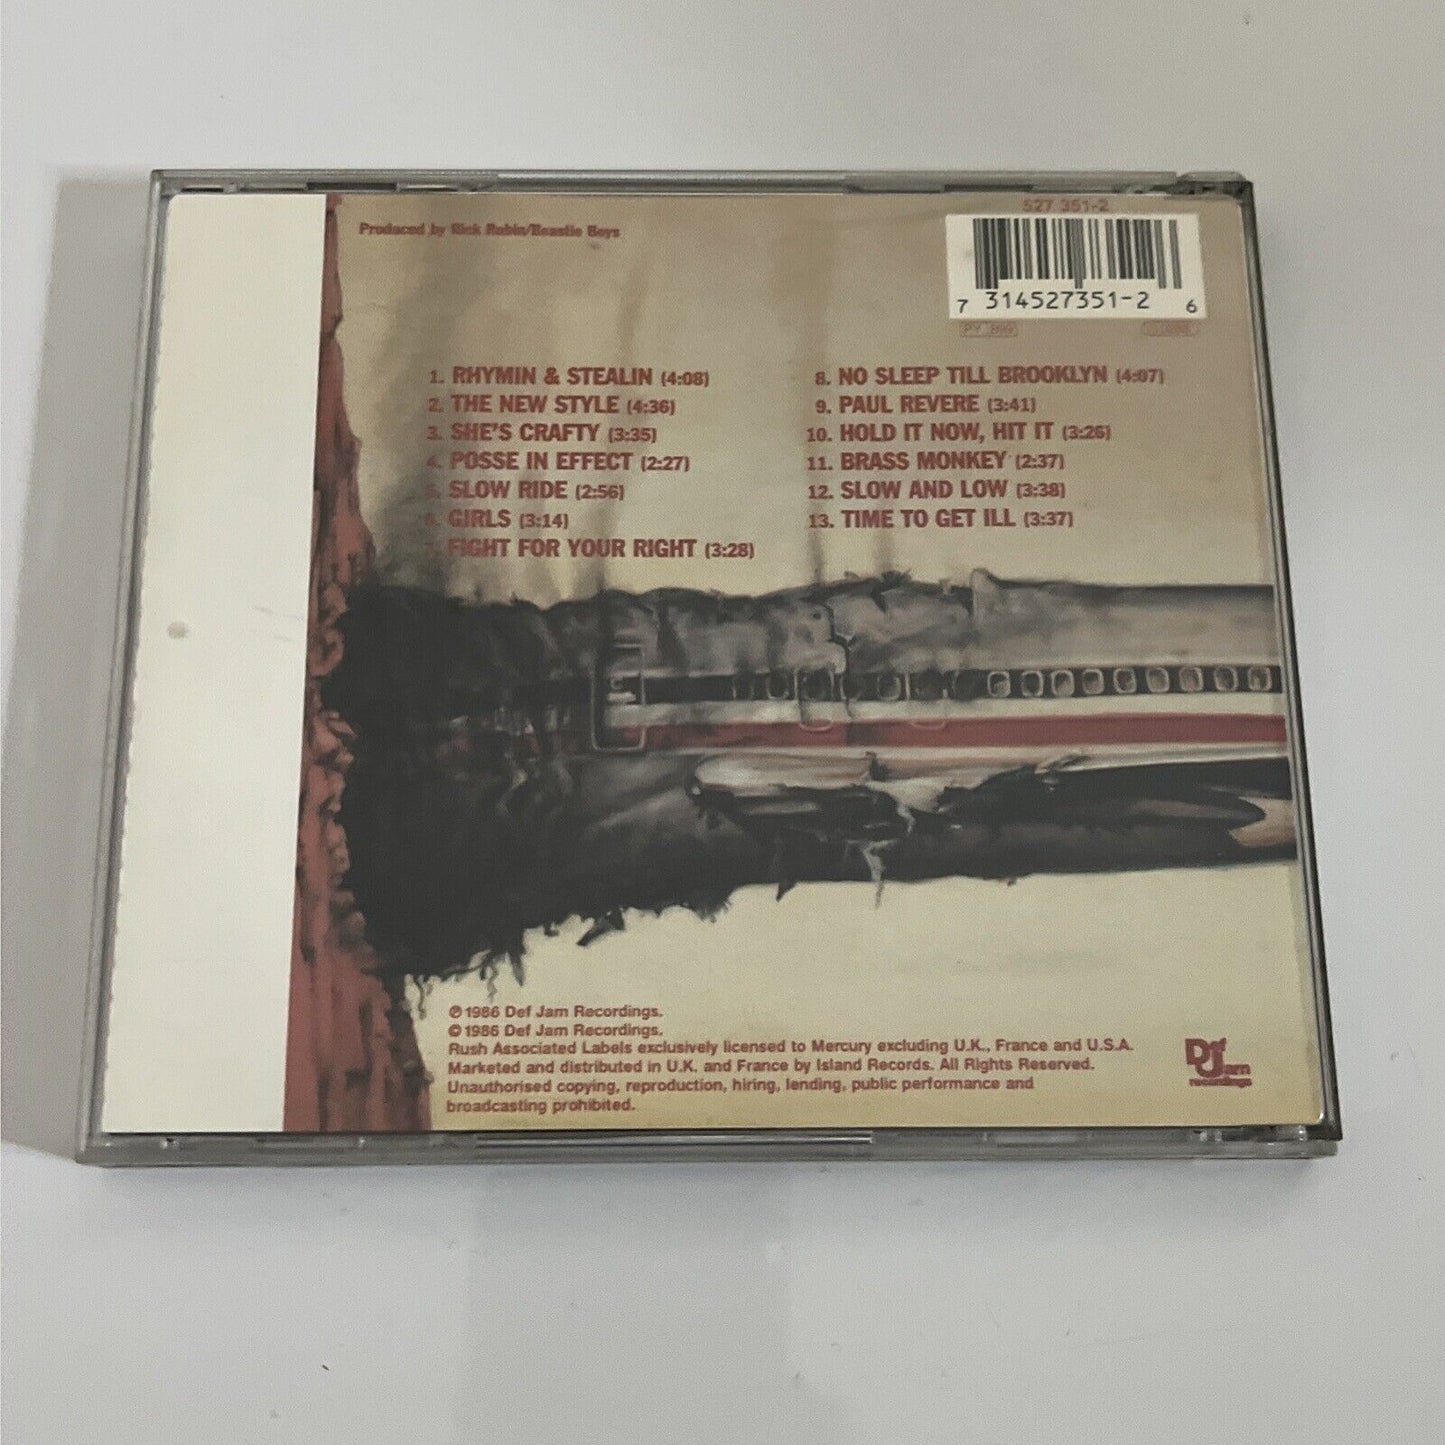 Produced by Rick Rubin/Beastie Boys
527 351-2
7 314527351-2 6
PY 899
1. RHYMIN & STEALIN (4:08)
2. THE NEW STYLE (4:36)
3. SHE'S CRAFTY (3:35)
4. POSSE IN EFFECT (2:27)
5. SLOW RIDE (2:56)
6. GIRLS (3:14)
7. FIGHT FOR YOUR RIGHT (3:28)
8. NO SLEEP TILL BROOKLYN (4:07)
9. PAUL REVERE (3:41)
10. HOLD IT NOW, HIT IT (3:26)
11. BRASS MONKEY (2:37)
12. SLOW AND LOW (3:38)
13. TIME TO GET ILL (3:37)
℗ 1986 Def Jam Recordings.
© 1986 Def Jam Recordings.
Rush Associated Labels exclusively licensed to Mercury excluding U.K., France and U.S.A.
Marketed and distributed in U.K. and France by Island Records. All Rights Reserved.
Unauthorised copying, reproduction, hiring, lending, public performance and
broadcasting prohibited.
Def
Jam
recordings